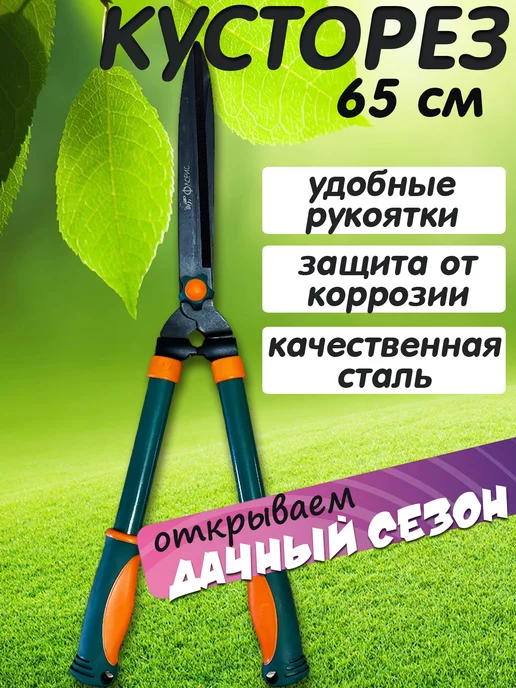 КУСТОРЕЗ
65 см
удобные
рукоятки
защита от
коррозии
качественная
сталь
открываем
ДАЧНЫЙ СЕЗОН